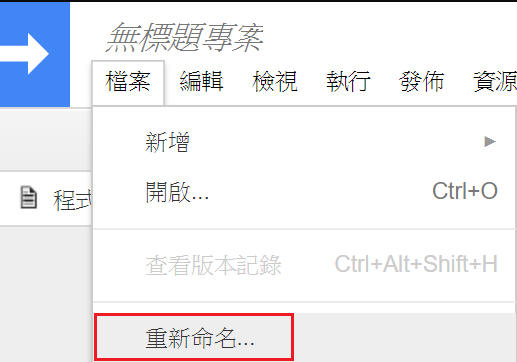 無標題專案
檔案 編輯 檢視 執行 發佈 資源
新增
開啟... Ctrl+O
程式
查看版本記錄 Ctrl+Alt+Shift+H
重新命名...